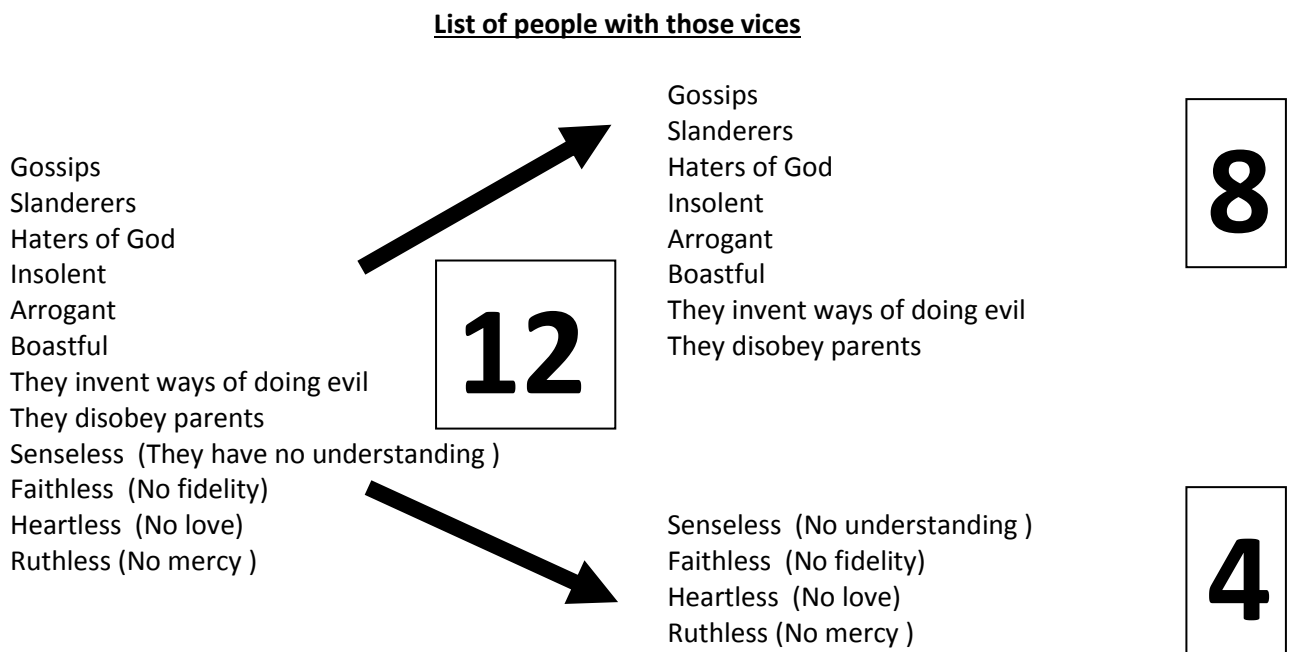 List of people with those vices
Gossips
Slanderers
Haters of God
Insolent
Arrogant
Boastful
They invent ways of doing evil
They disobey parents
Senseless  (They have no understanding )
Faithless  (No fidelity)
Heartless  (No love)
Ruthless (No mercy )
12
Gossips
Slanderers
Haters of God
Insolent
Arrogant
Boastful
They invent ways of doing evil
They disobey parents
8
Senseless  (No understanding )
Faithless  (No fidelity)
Heartless  (No love)
Ruthless (No mercy )
4